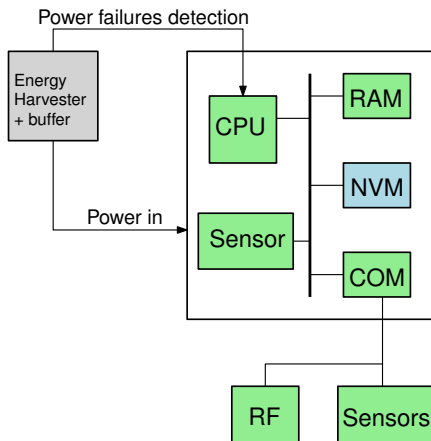 Power failures detection
Energy
Harvester
+ buffer
CPU
RAM
NVM
Power in
Sensor
COM
RF
Sensors